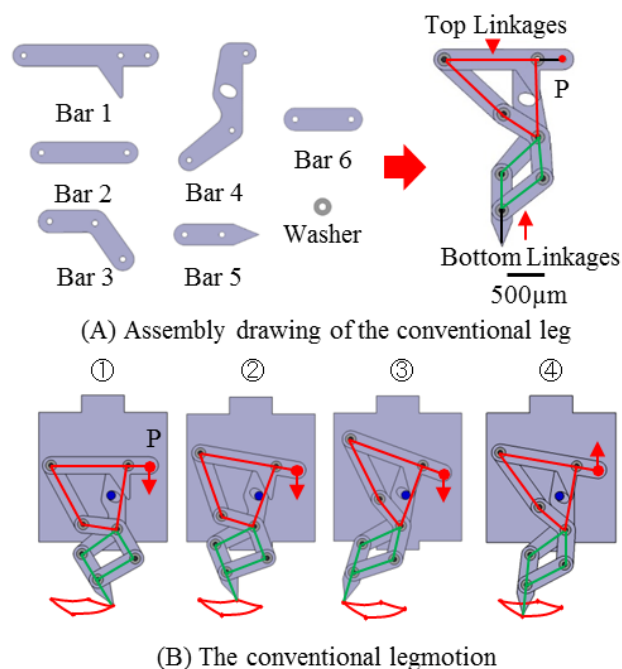 Top Linkages
P
Bar 1
Bar 2
Bar 4
Bar 6
Bar 3
Bar 5
Washer
Bottom Linkages
500μm
(A) Assembly drawing of the conventional leg
① ② ③ ④
P
(B) The conventional legmotion